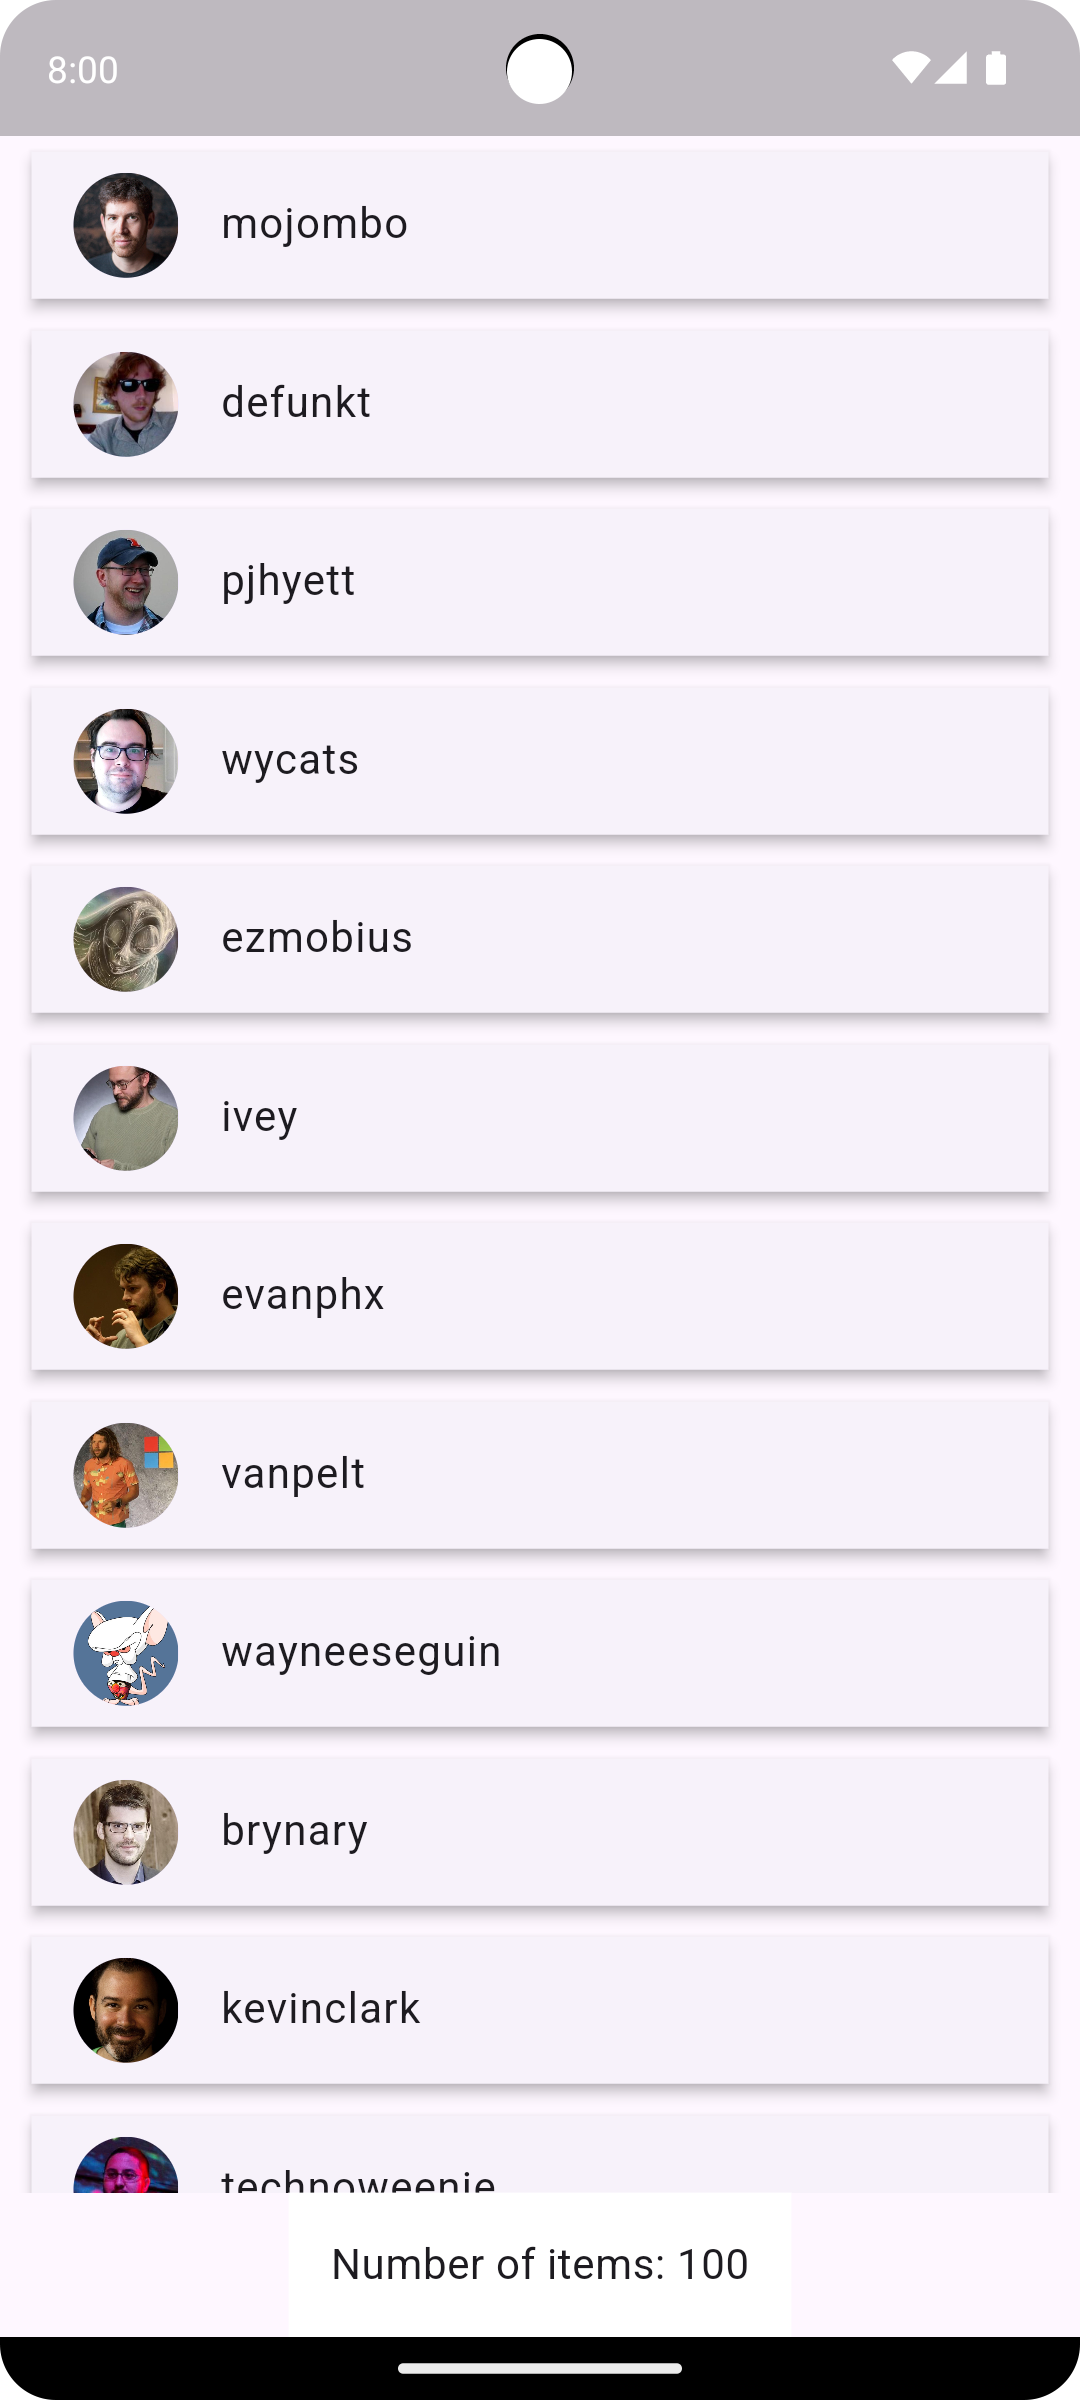 8:00
mojombo
defunkt
pjhyett
wycats
ezmobius
ivey
evanphx
vanpelt
wayneeseguin
brynary
kevinclark
technoweenie
Number of items: 100